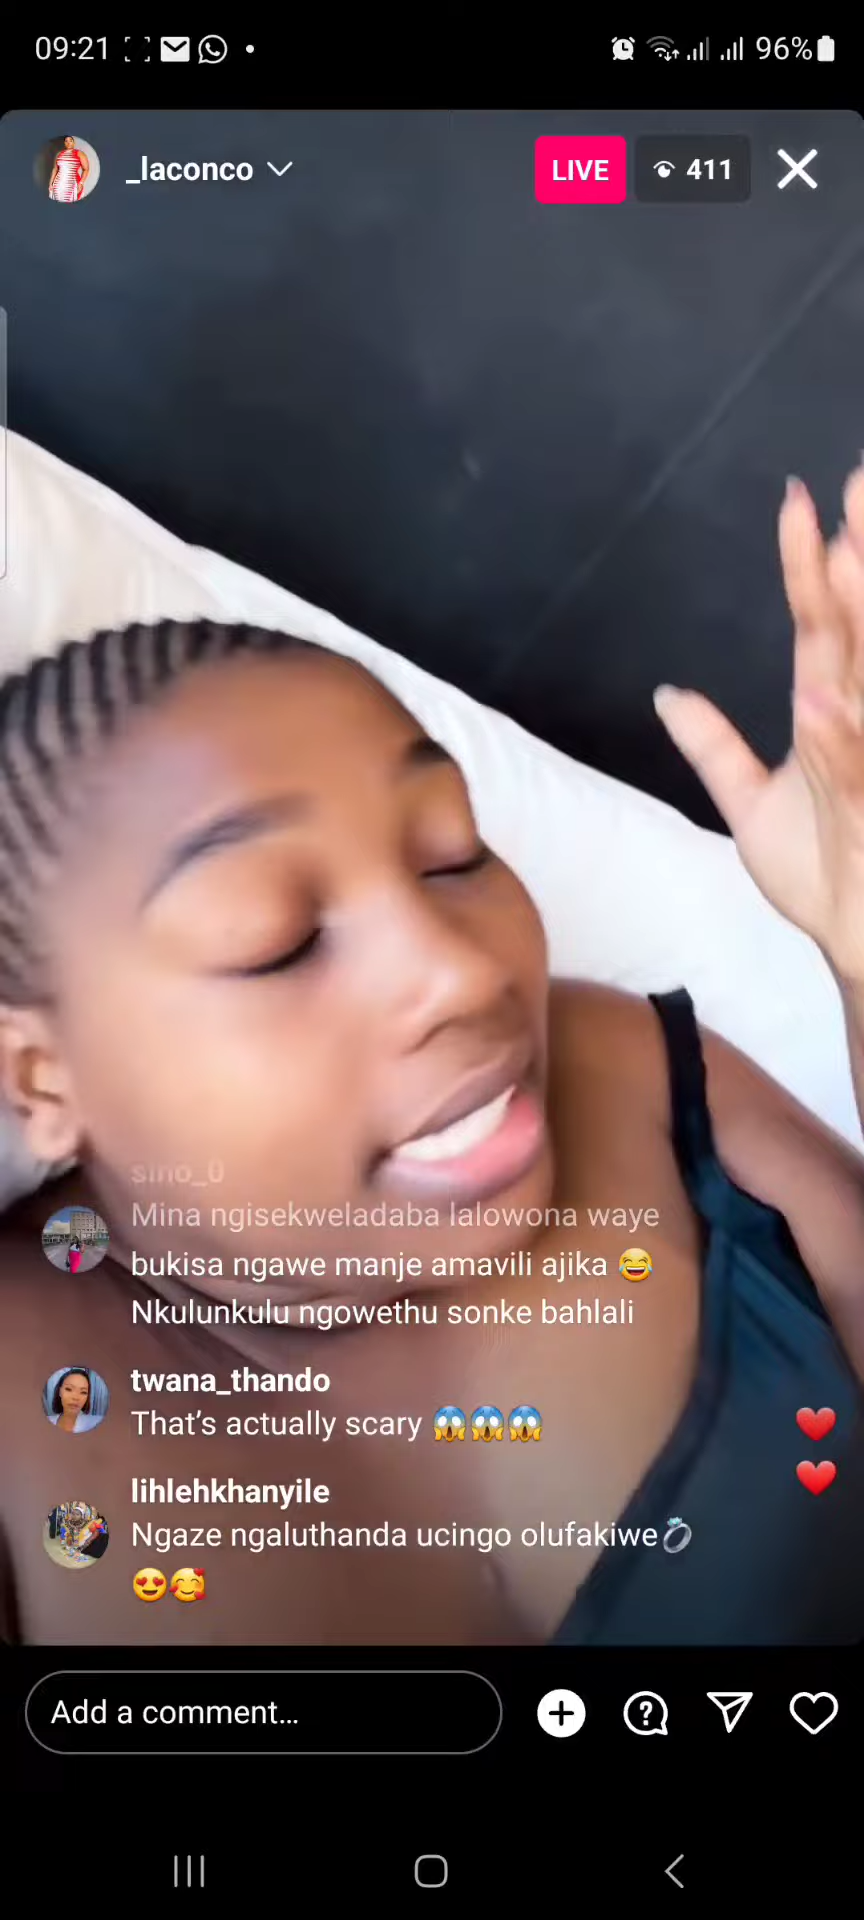 09:21
96%
_laconco
LIVE
411
sino_0
Mina ngisekweladaba lalowona waye
bukisa ngawe manje amavili ajika 😂
Nkulunkulu ngowethu sonke bahlali
twana_thando
That's actually scary 😱😱😱
lihlehkhanyile
Ngaze ngaluthanda ucingo olufakiwe💍
😍🥰
Add a comment...